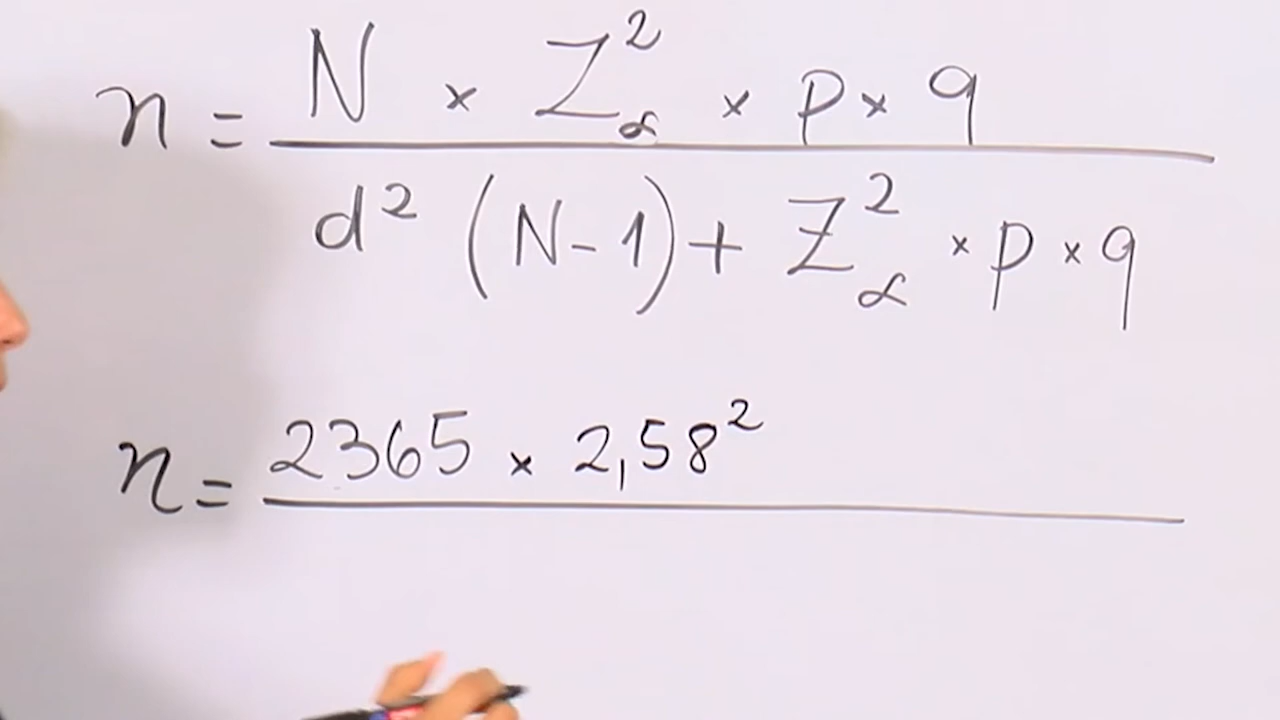 n = N × Z²α × p × q
d² (N-1) + Z²α × p × q
n = 2365 × 2,58²